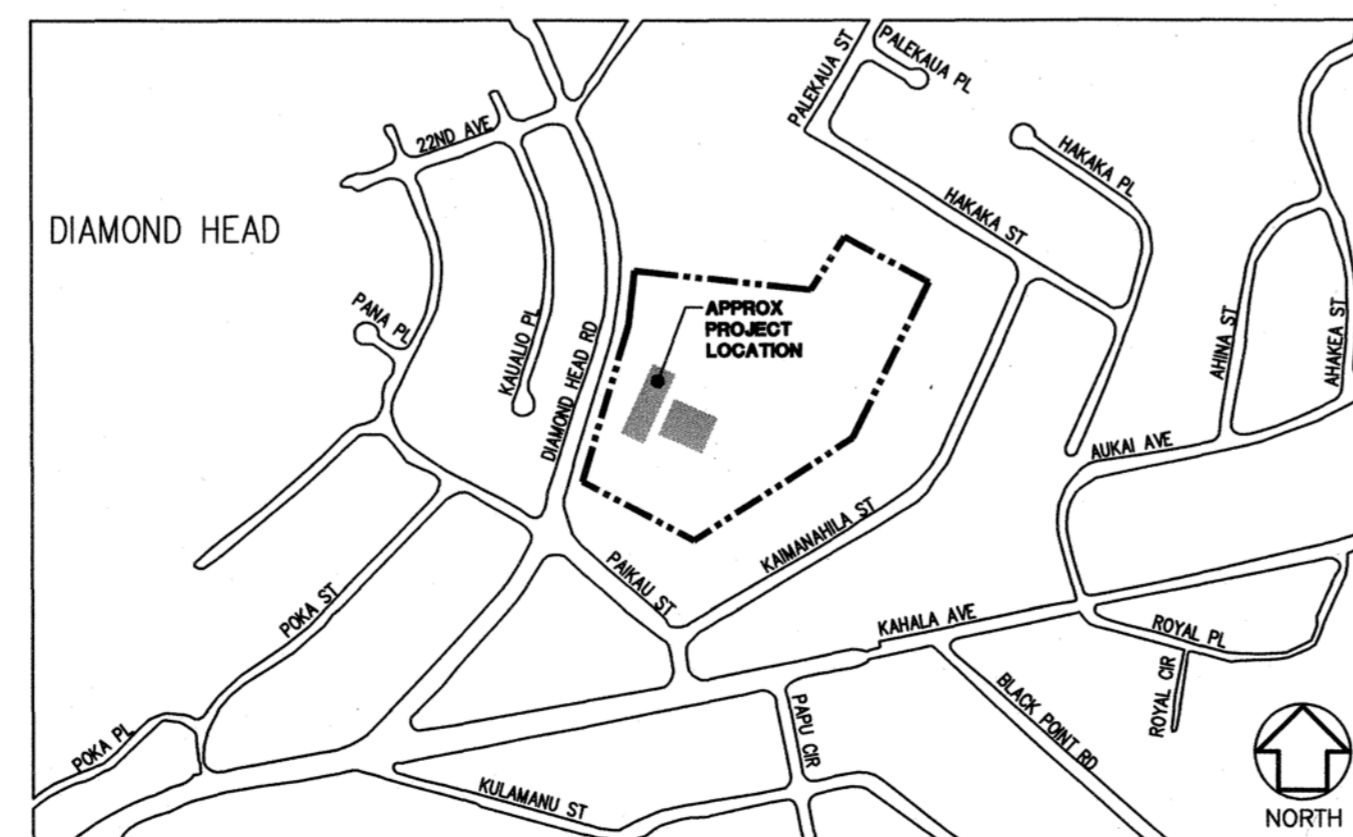 PALEKAUA ST
PALEKAUA PL
22ND AVE
HAKAKA PL
HAKAKA ST
DIAMOND HEAD
PANA PL
KAUALIO PL
DIAMOND HEAD RD
APPROX
PROJECT
LOCATION
AHINA ST
AHAKEA ST
AUKAI AVE
KAIMANAHILA ST
PAIKAU ST
POKA ST
KAHALA AVE
ROYAL PL
ROYAL CIR
BLACK POINT RD
PAPU CIR
POKA PL
KULAMANU ST
NORTH